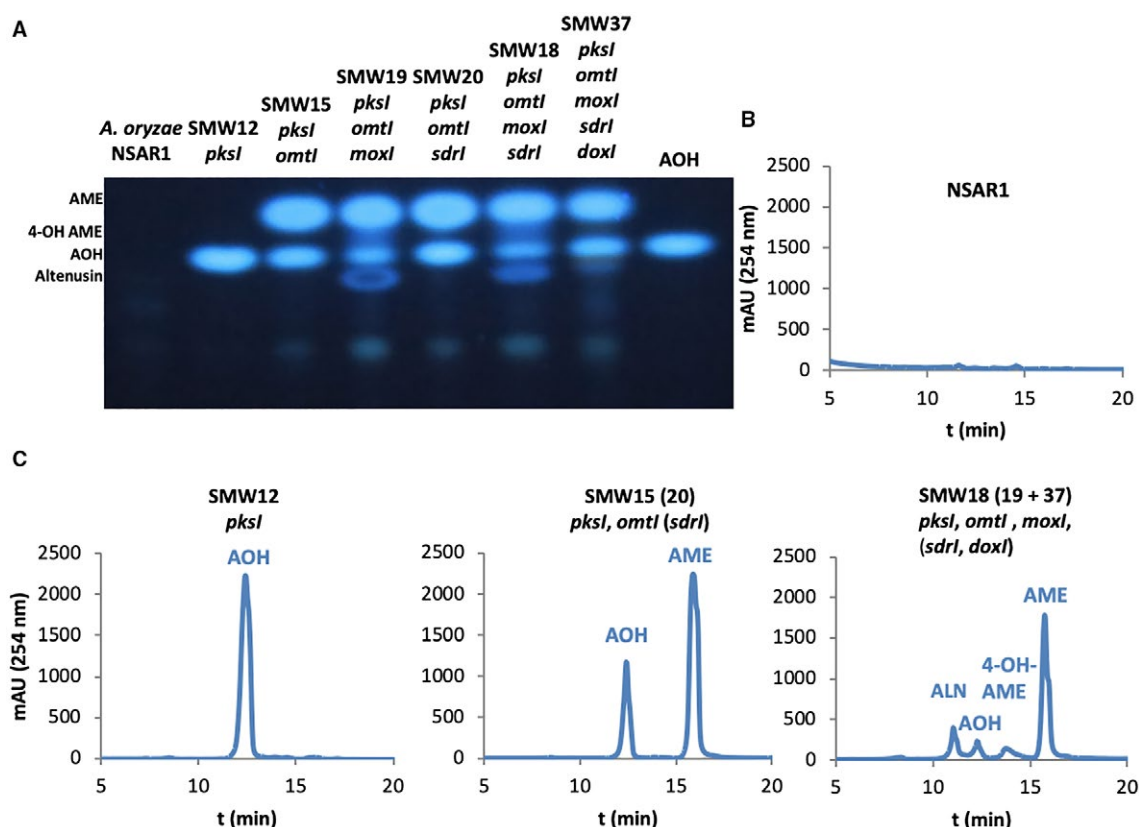 A
A. oryzae
NSAR1
SMW12
pksI
SMW15
pksI
omtI
SMW19
pksI
omtI
moxI
SMW20
pksI
omtI
sdrI
SMW18
pksI
omtI
moxI
sdrI
SMW37
pksI
omtI
moxI
sdrI
doxI
AOH
AME
4-OH AME
AOH
Altenusin
B
NSAR1
mAU (254 nm)
2500
2000
1500
1000
500
0
5 10 15 20
t (min)
C
SMW12
pksI
AOH
mAU (254 nm)
2500
2000
1500
1000
500
0
5 10 15 20
t (min)
SMW15 (20)
pksI, omtI (sdrI)
AME
AOH
2500
2000
1500
1000
500
0
5 10 15 20
t (min)
SMW18 (19 + 37)
pksI, omtI , moxI,
(sdrI, doxI)
AME
4-OH-
AME
ALN
AOH
2500
2000
1500
1000
500
0
5 10 15 20
t (min)